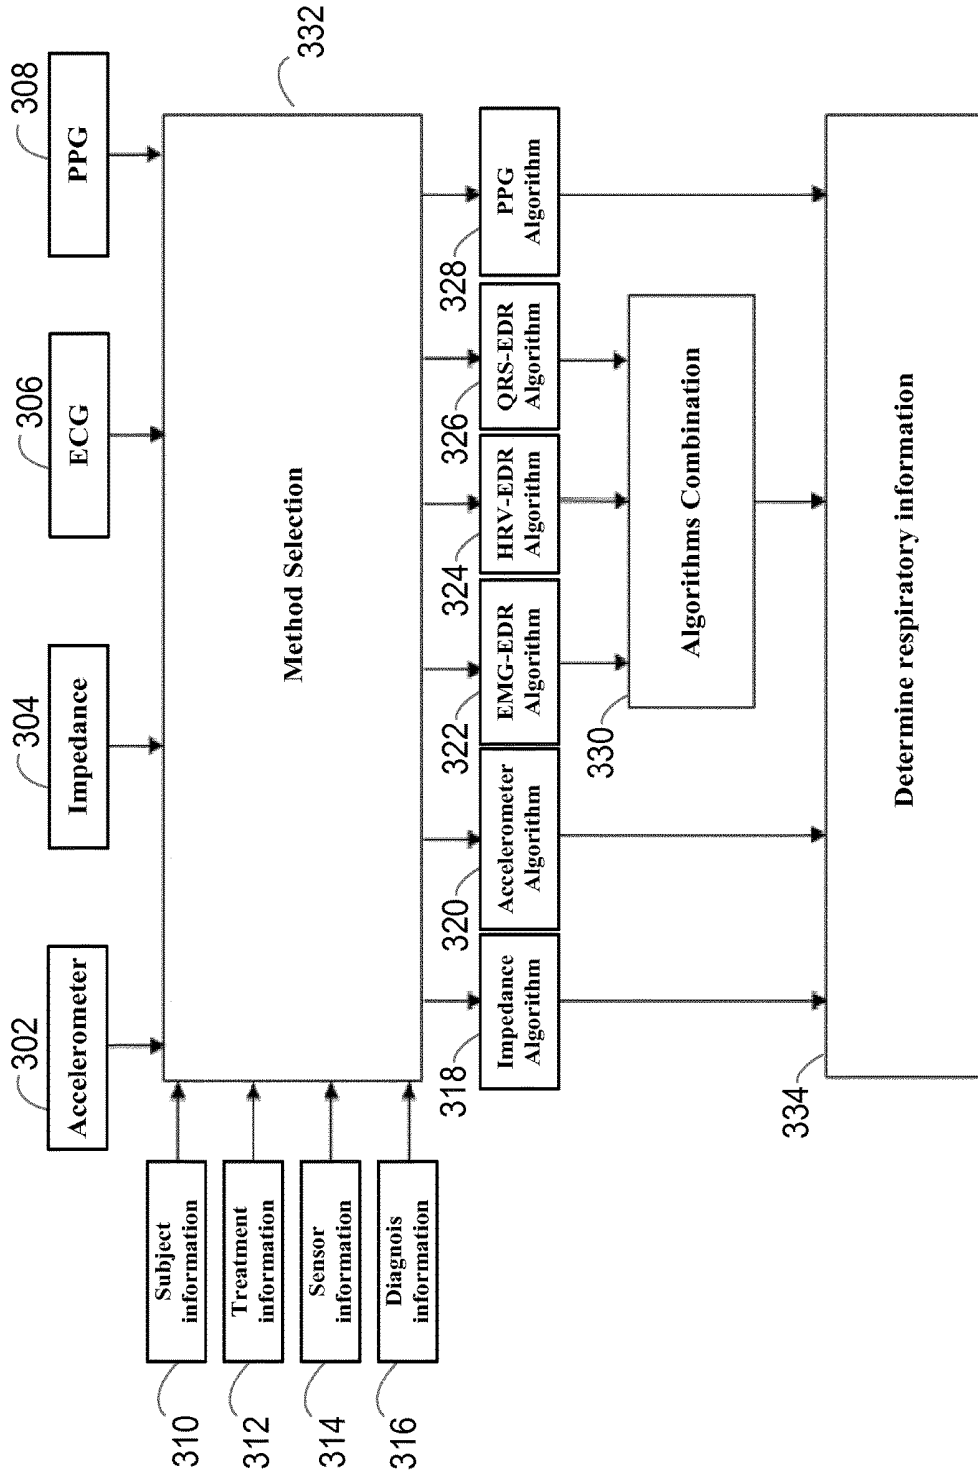 302
Accelerometer
304
Impedance
306
ECG
308
PPG
332
Method Selection
310
Subject
information
312
Treatment
information
314
Sensor
information
316
Diagnois
information
318
Impedance
Algorithm
320
Accelerometer
Algorithm
322
EMG-EDR
Algorithm
324
HRV-EDR
Algorithm
326
QRS-EDR
Algorithm
328
PPG
Algorithm
330
Algorithms Combination
334
Determine respiratory information